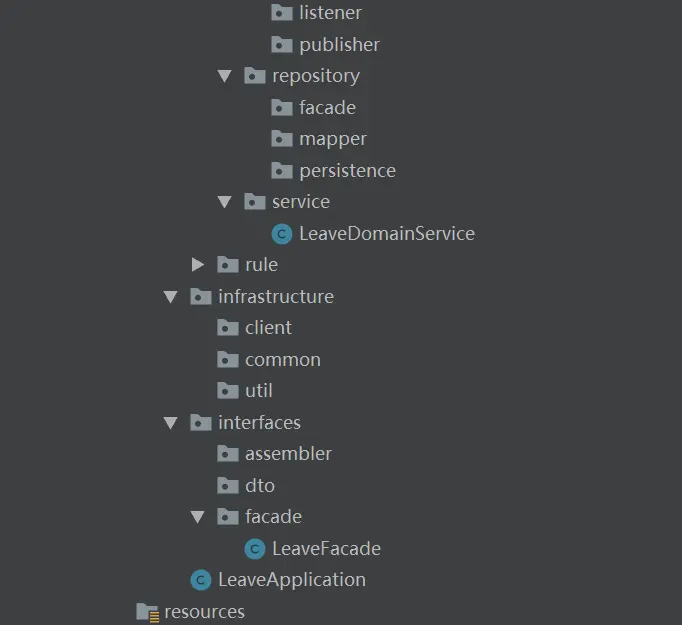 listener
publisher
repository
facade
mapper
persistence
service
LeaveDomainService
rule
infrastructure
client
common
util
interfaces
assembler
dto
facade
LeaveFacade
LeaveApplication
resources